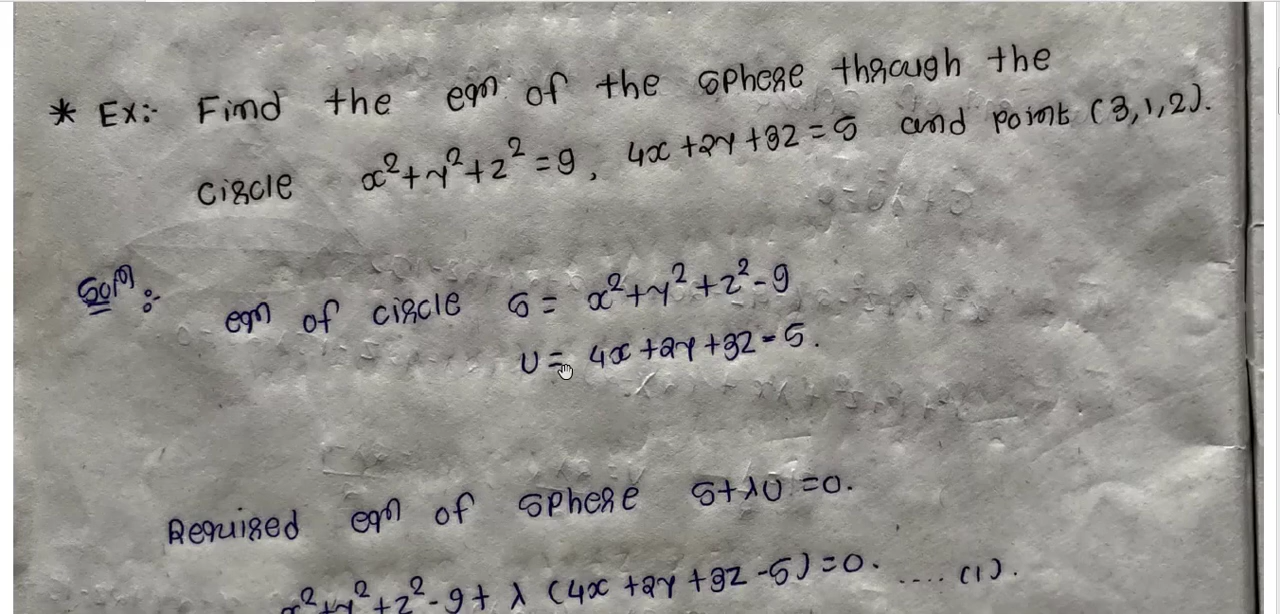 * Ex:- Find the eqn of the sphere through the
circle x²+y²+z²=9, 4x+2y+3z=5 and point (3,1,2).
Solⁿ:-
eqn of circle S = x²+y²+z²-9
U = 4x+2y+3z-5.
Required eqn of sphere S+λU=0.
x²+y²+z²-9+λ(4x+2y+3z-5)=0. ....(1).